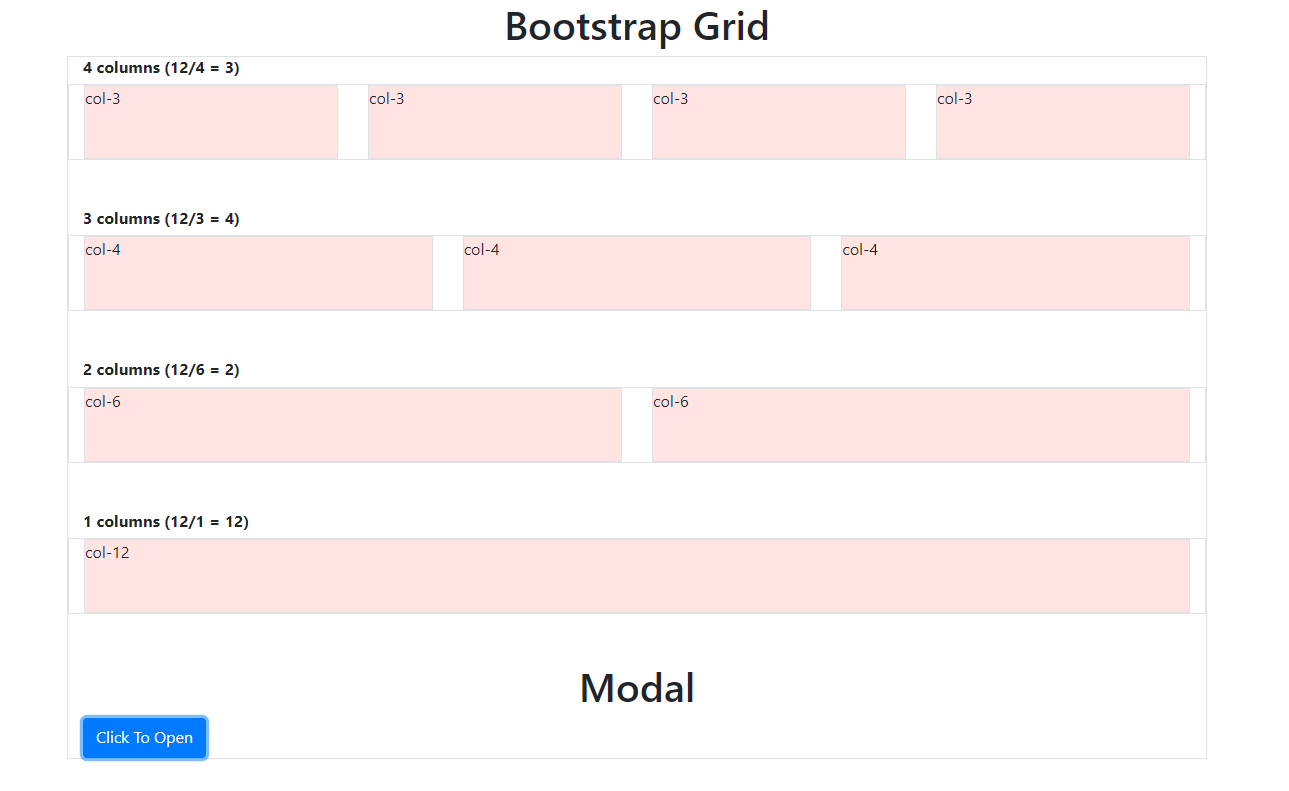 Bootstrap Grid
4 columns (12/4 = 3)
col-3 col-3 col-3 col-3
3 columns (12/3 = 4)
col-4 col-4 col-4
2 columns (12/6 = 2)
col-6 col-6
1 columns (12/1 = 12)
col-12
Modal
Click To Open